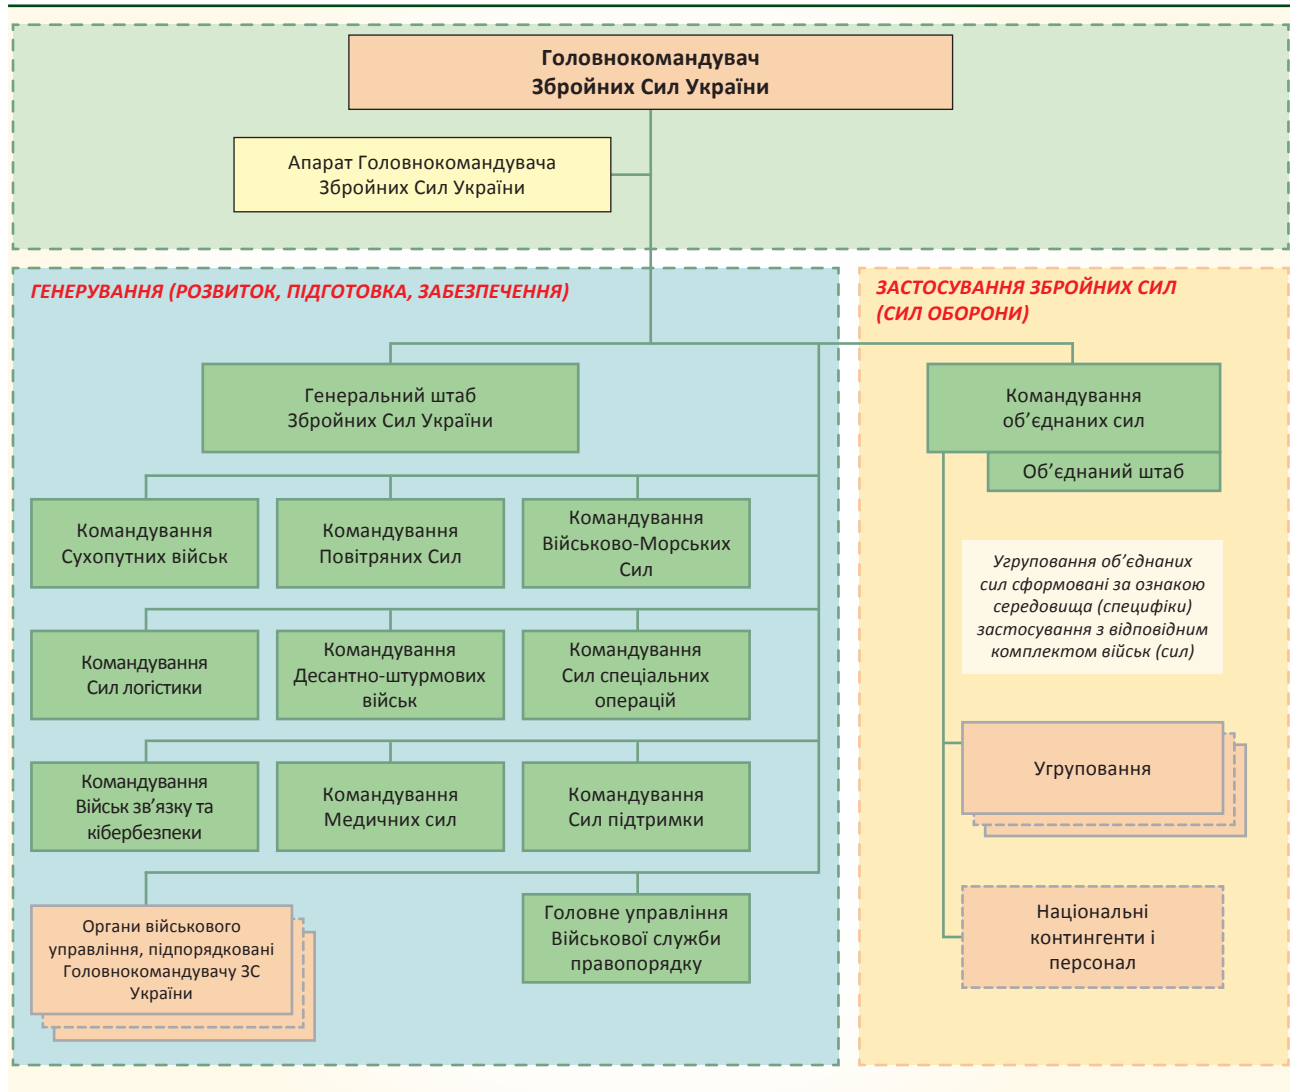 Головнокомандувач
Збройних Сил України
Апарат Головнокомандувача
Збройних Сил України
ГЕНЕРУВАННЯ (РОЗВИТОК, ПІДГОТОВКА, ЗАБЕЗПЕЧЕННЯ)
ЗАСТОСУВАННЯ ЗБРОЙНИХ СИЛ
(СИЛ ОБОРОНИ)
Генеральний штаб
Збройних Сил України
Командування
об’єднаних сил
Об’єднаний штаб
Командування
Сухопутних військ
Командування
Повітряних Сил
Командування
Військово-Морських
Сил
Угруповання об’єднаних
сил сформовані за ознакою
середовища (специфіки)
застосування з відповідним
комплектом військ (сил)
Командування
Сил логістики
Командування
Десантно-штурмових
військ
Командування
Сил спеціальних
операцій
Командування
Військ зв’язку та
кібербезпеки
Командування
Медичних сил
Командування
Сил підтримки
Угруповання
Органи військового
управління, підпорядковані
Головнокомандувачу ЗС
України
Головне управління
Військової служби
правопорядку
Національні
контингенти і
персонал